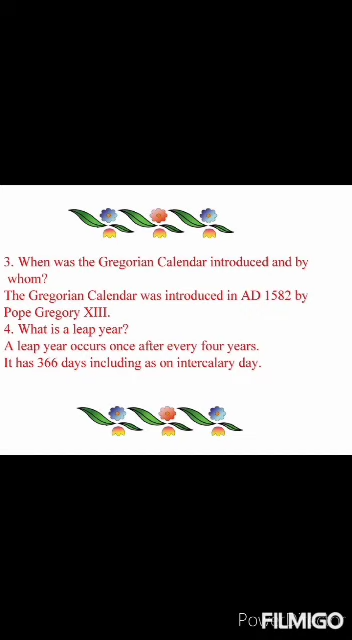 3. When was the Gregorian Calendar introduced and by
whom?
The Gregorian Calendar was introduced in AD 1582 by
Pope Gregory XIII.
4. What is a leap year?
A leap year occurs once after every four years.
It has 366 days including as on intercalary day.
FILMIGO